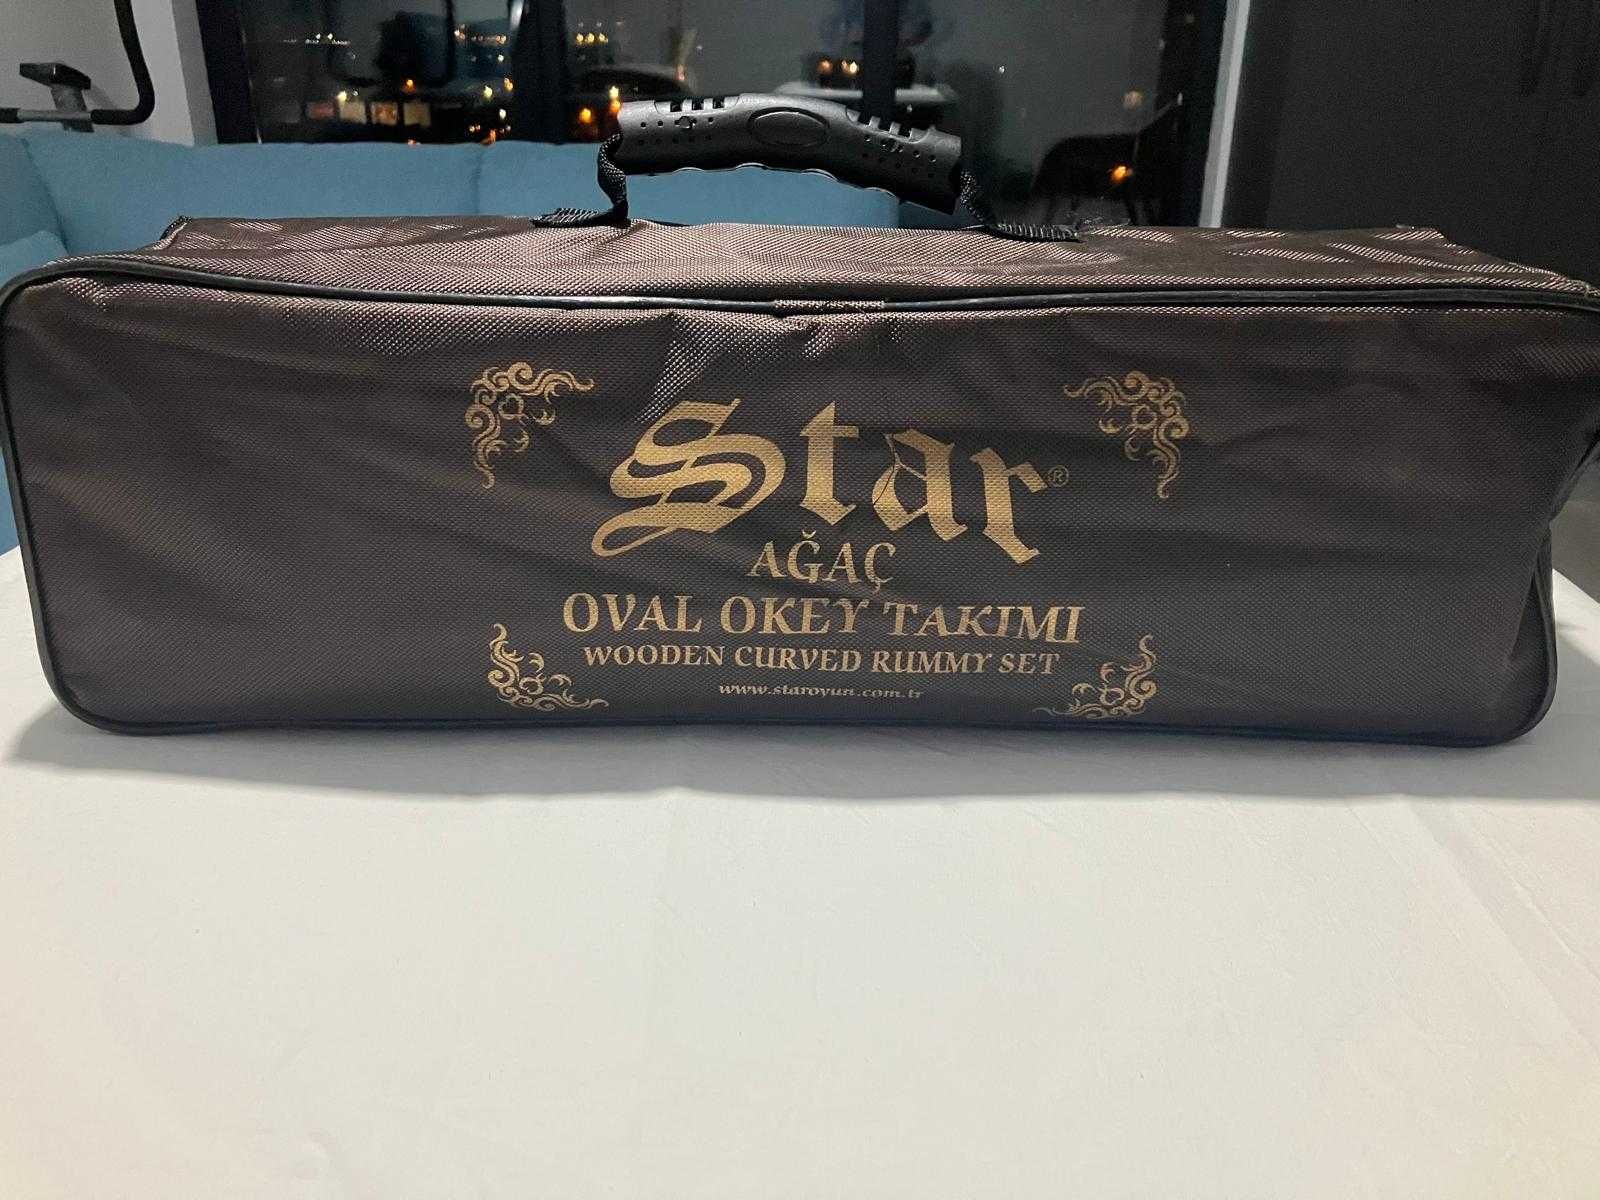 Star®
AĞAÇ
OVAL OKEY TAKIMI
WOODEN CURVED RUMMY SET
www.staroyun.com.tr